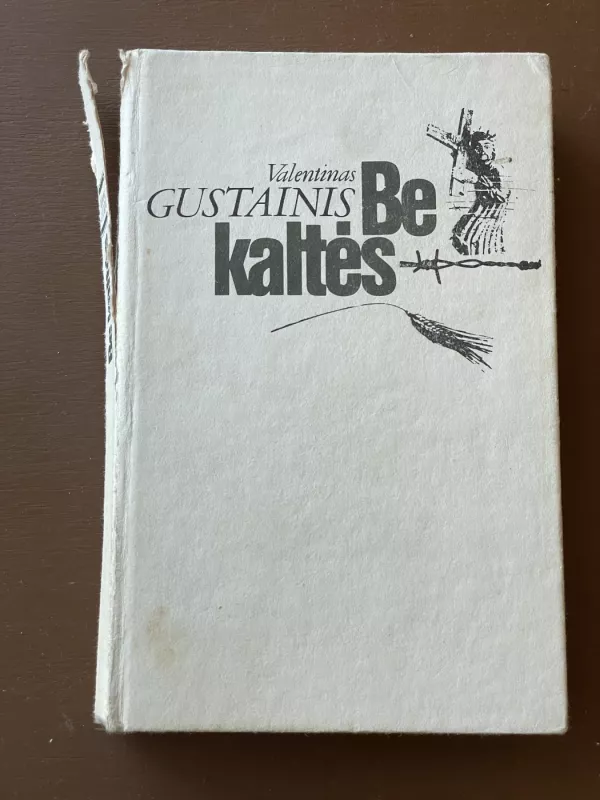 Valentinas
GUSTAINIS Be
kaltės